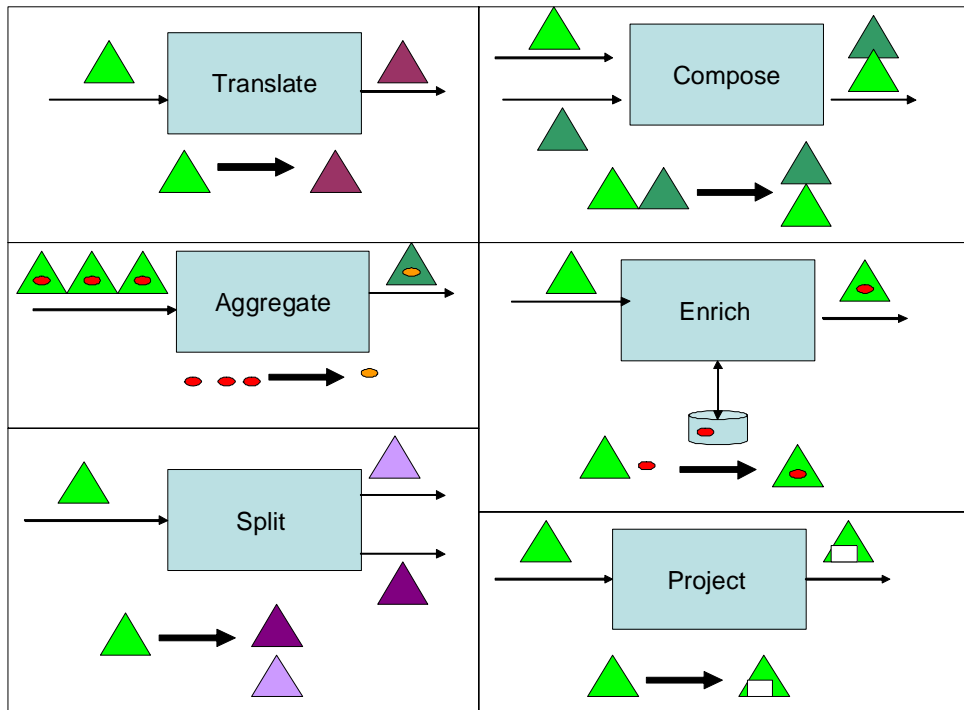 Translate
Compose
Aggregate
Enrich
Split
Project